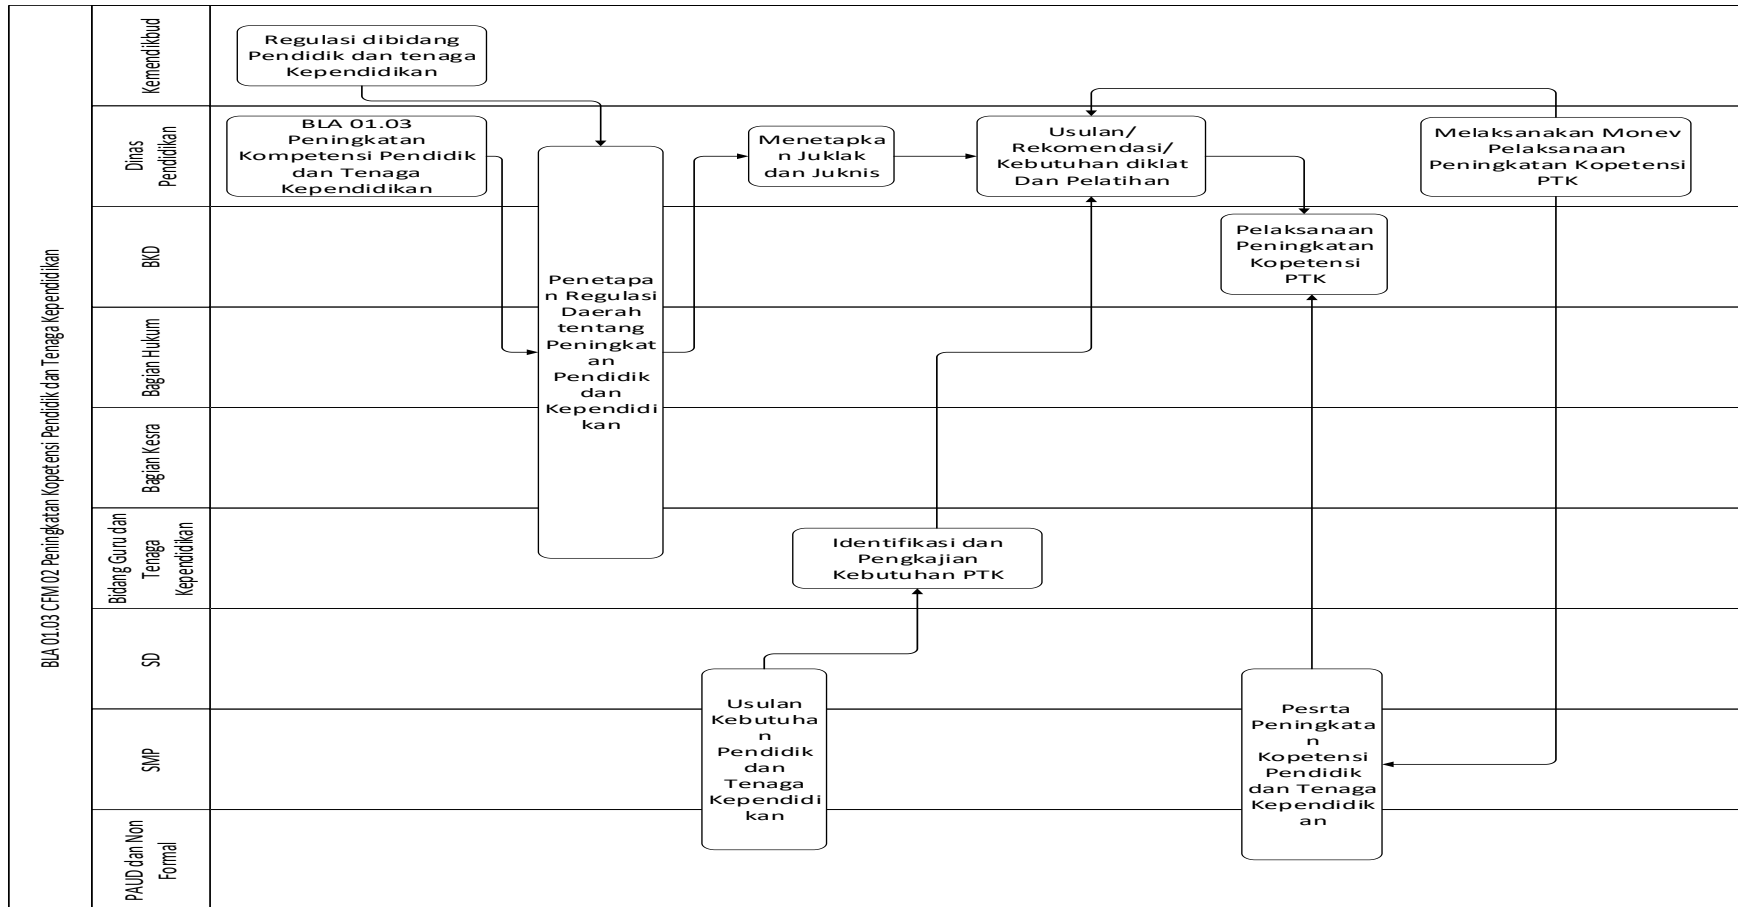 BLA 01.03 CFM 02 Peningkatan Kopetensi Pendidik dan Tenaga Kependidikan
Kemendikbud
Regulasi dibidang
Pendidik dan tenaga
Kependidikan
Dinas
Pendidikan
BLA 01.03
Peningkatan
Kompetensi Pendidik
dan Tenaga
Kependidikan
Menetapka
n Juklak
dan Juknis
Usulan/
Rekomendasi/
Kebutuhan diklat
Dan Pelatihan
Melaksanakan Monev
Pelaksanaan
Peningkatan Kopetensi
PTK
BKD
Pelaksanaan
Peningkatan
Kopetensi
PTK
Penetapa
n Regulasi
Daerah
tentang
Peningkat
an
Pendidik
dan
Kependidi
kan
Bagian Hukum
Bagian Kesra
Bidang Guru dan
Tenaga
Kependidikan
Identifikasi dan
Pengkajian
Kebutuhan PTK
SD
Usulan
Kebutuha
n
Pendidik
dan
Tenaga
Kependidi
kan
Pesrta
Peningkata
n
Kopetensi
Pendidik
dan Tenaga
Kependidik
an
SMP
PAUD dan Non
Formal